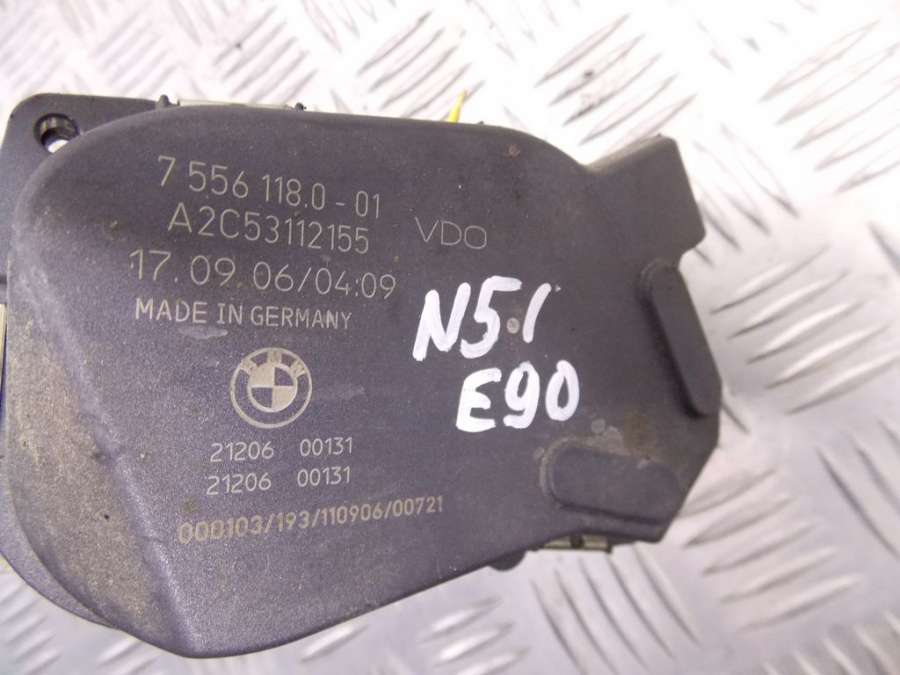 7 556 118.0 - 01
A2C53112155
VDO
17.09.06/04:09
MADE IN GERMANY
N51
E90
BMW
21206 00131
21206 00131
000103/193/110906/00721